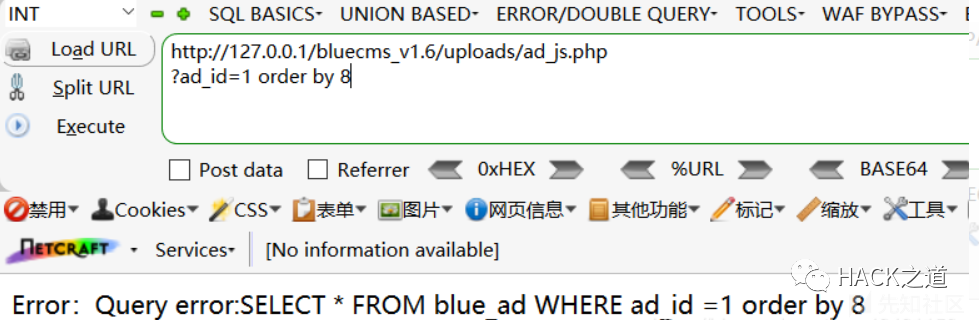 INT SQL BASICS UNION BASED ERROR/DOUBLE QUERY TOOLS WAF BYPASS
Load URL
Split URL
Execute
http://127.0.0.1/bluecms_v1.6/uploads/ad_js.php
?ad_id=1 order by 8
Post data Referrer 0xHEX %URL BASE64
禁用 Cookies CSS 表单 图片 网页信息 其他功能 标记 缩放 工具
NETCRAFT Services [No information available]
HACK之道
Error：Query error:SELECT * FROM blue_ad WHERE ad_id =1 order by 8
先知社区